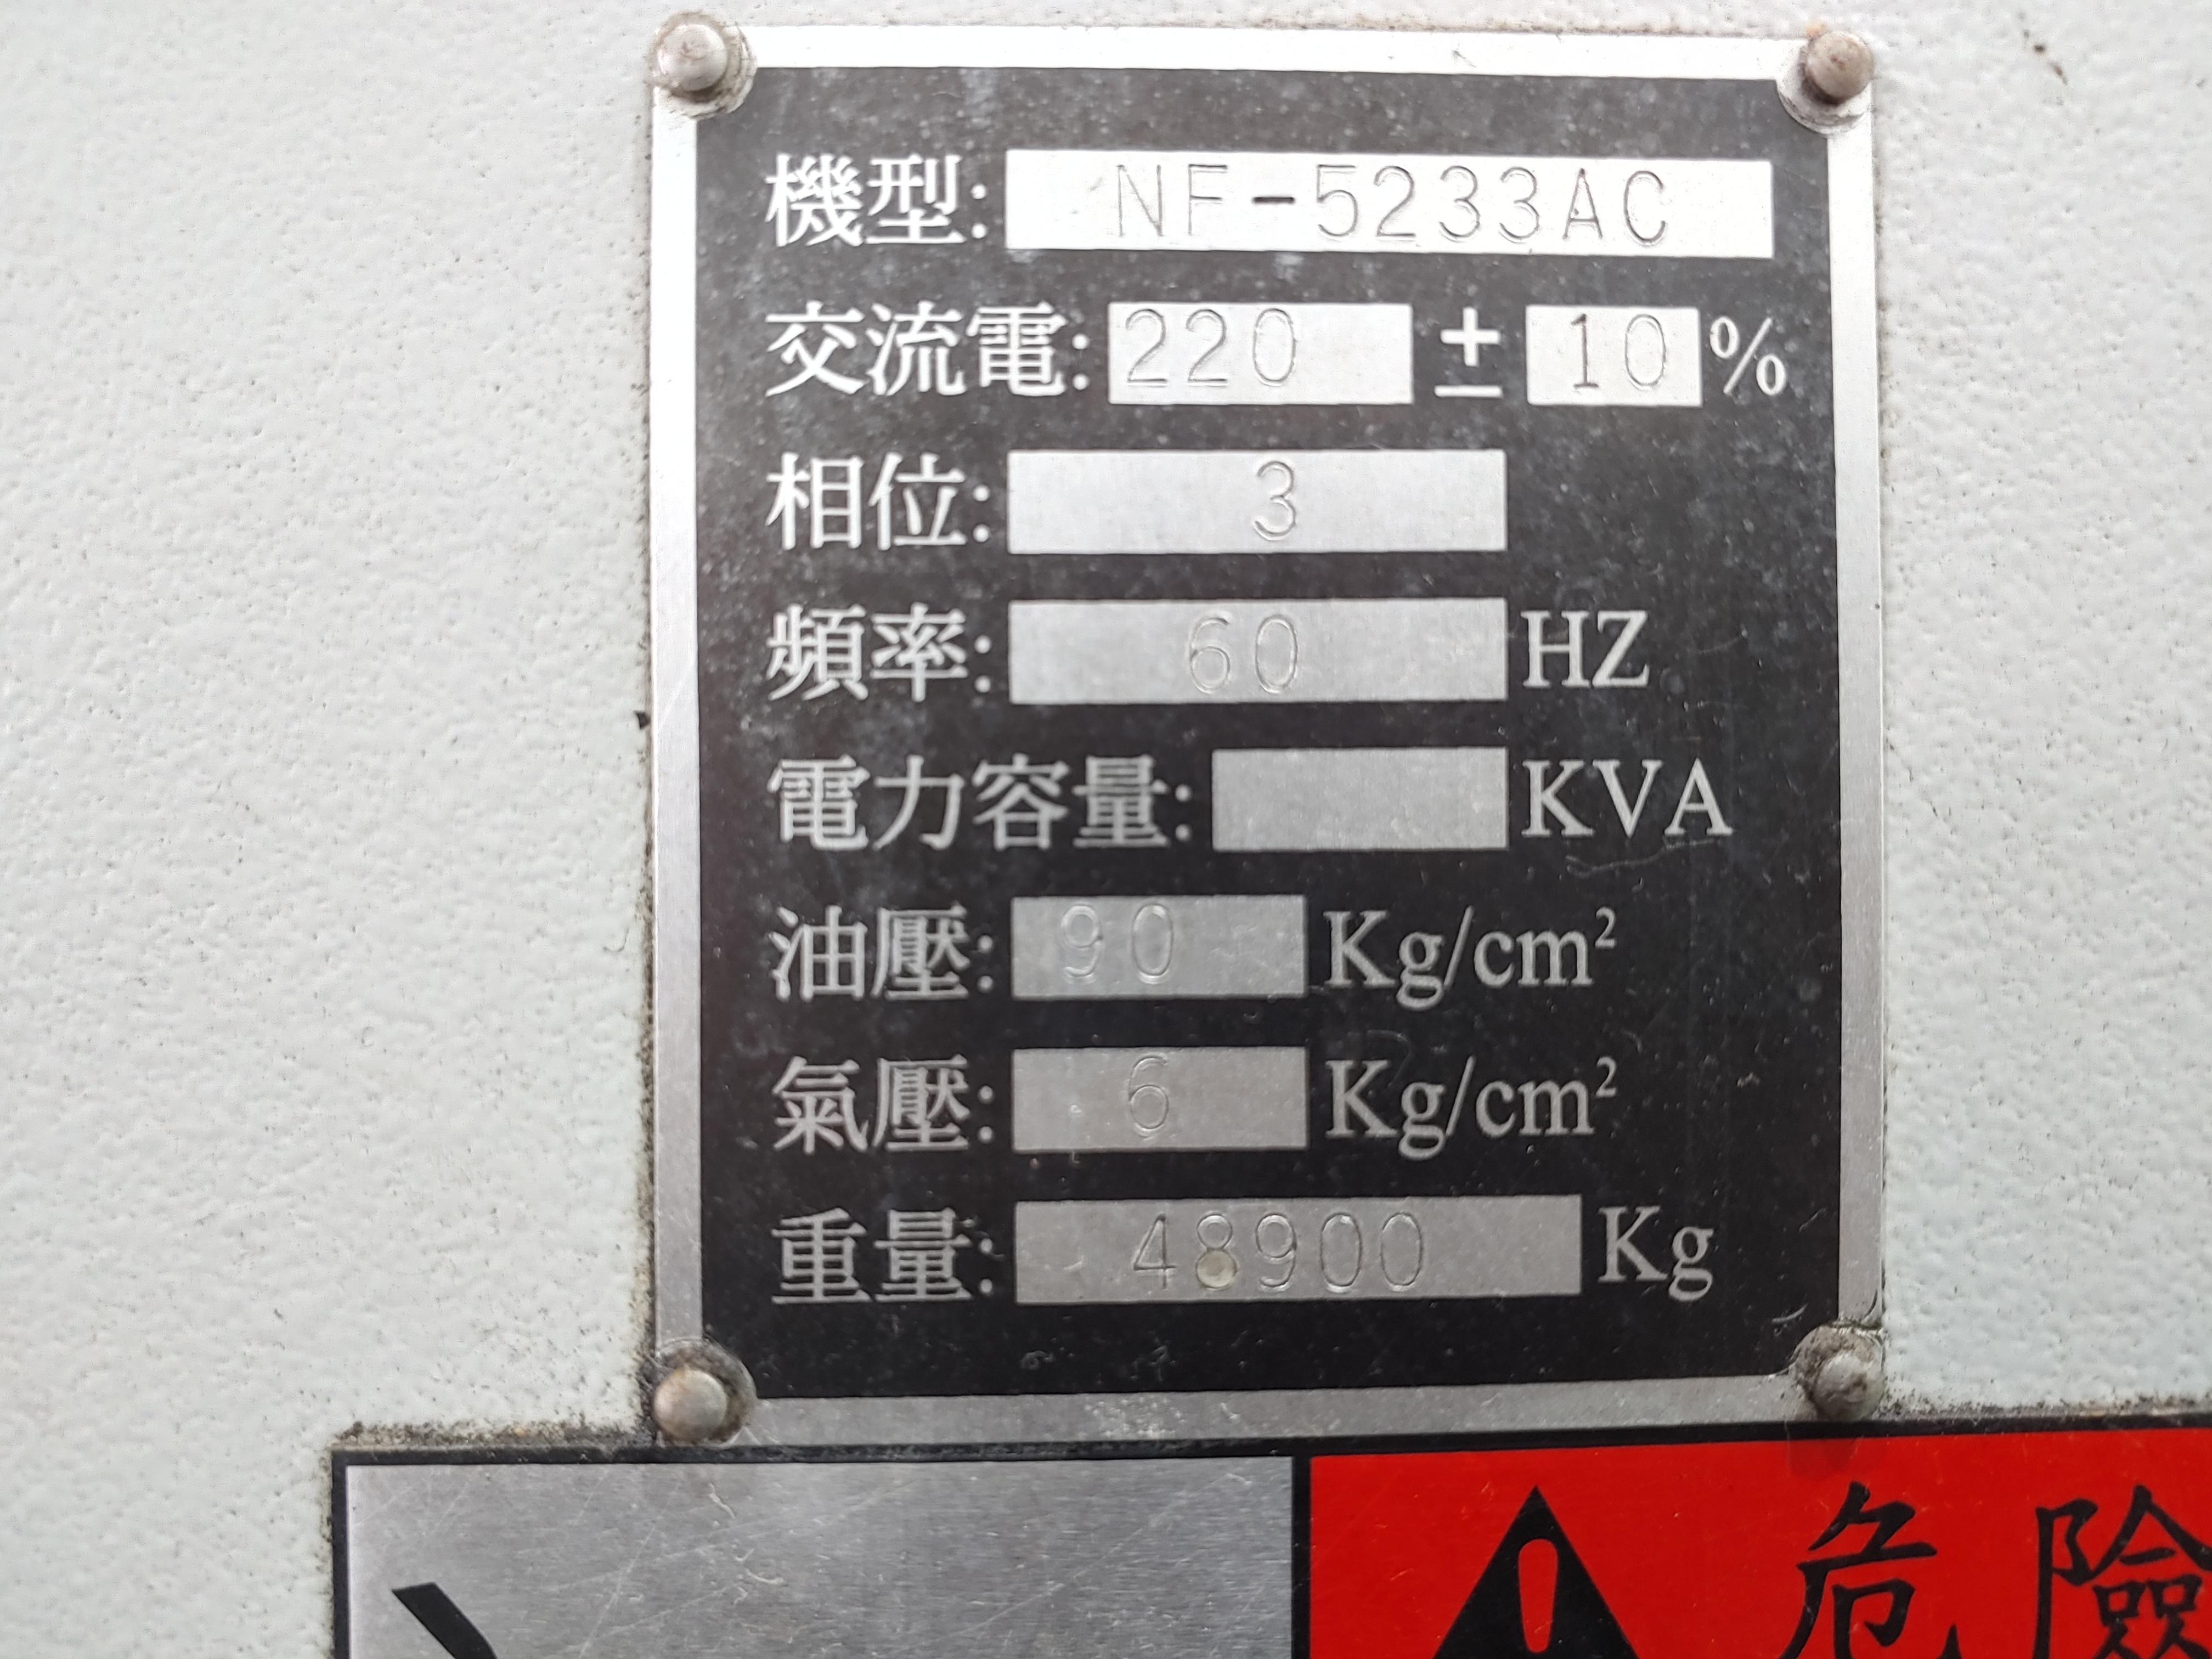 機型: NF-5233AC
交流電: 220 ± 10 %
相位: 3
頻率: 60 HZ
電力容量: KVA
油壓: 90 Kg/cm²
氣壓: 6 Kg/cm²
重量: 48900 Kg
危險